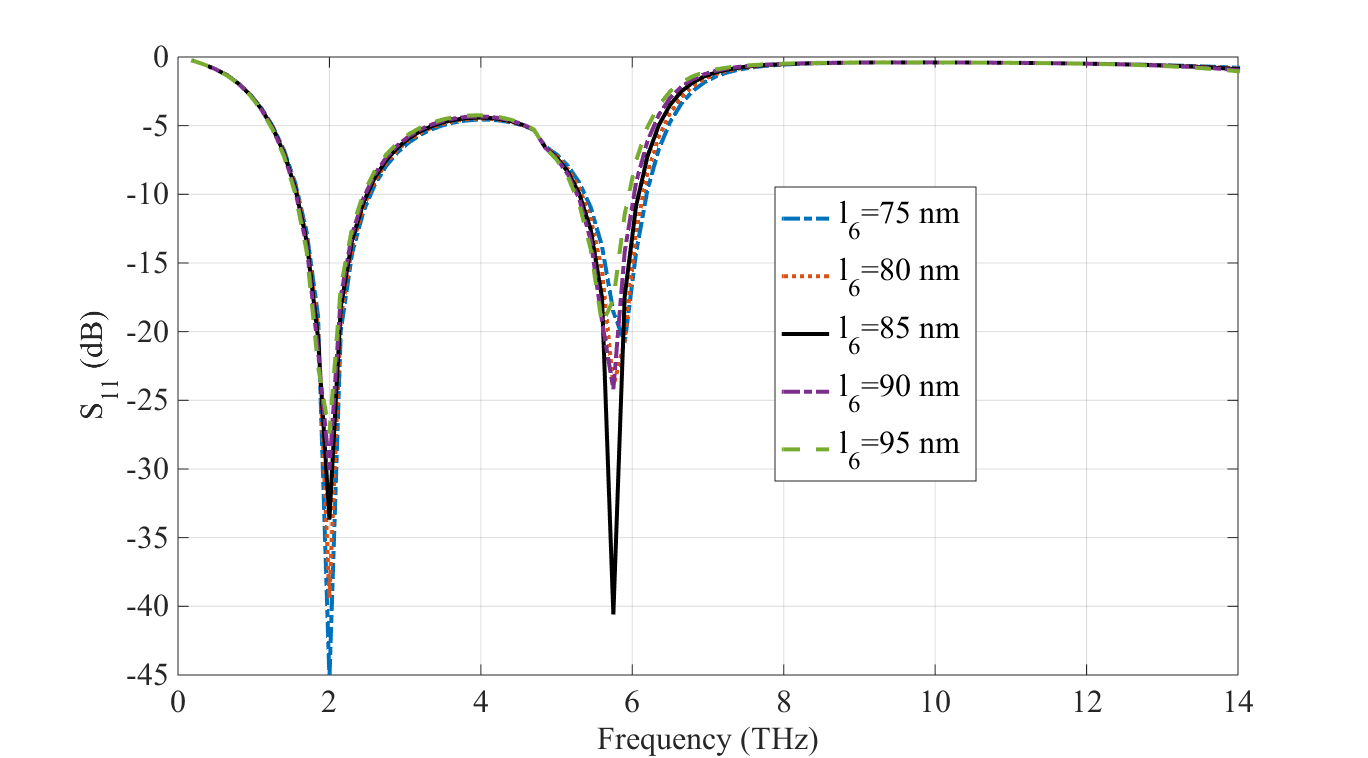 0
-5
-10
-15
-20
-25
-30
-35
-40
-45
S11 (dB)
0 2 4 6 8 10 12 14
Frequency (THz)
l6=75 nm
l6=80 nm
l6=85 nm
l6=90 nm
l6=95 nm